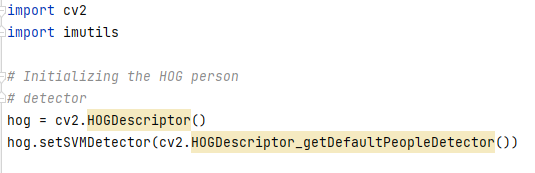 import cv2
import imutils
# Initializing the HOG person
# detector
hog = cv2.HOGDescriptor()
hog.setSVMDetector(cv2.HOGDescriptor_getDefaultPeopleDetector())